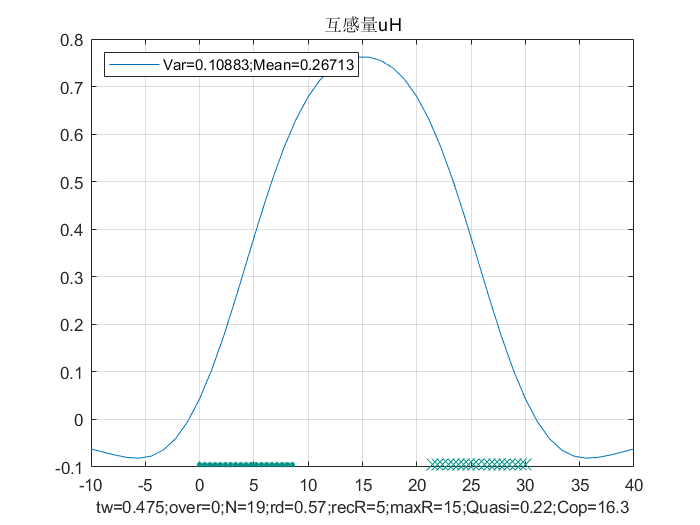 互感量uH
Var=0.10883;Mean=0.26713
0.8
0.7
0.6
0.5
0.4
0.3
0.2
0.1
0
-0.1
-10 -5 0 5 10 15 20 25 30 35 40
tw=0.475;over=0;N=19;rd=0.57;recR=5;maxR=15;Quasi=0.22;Cop=16.3